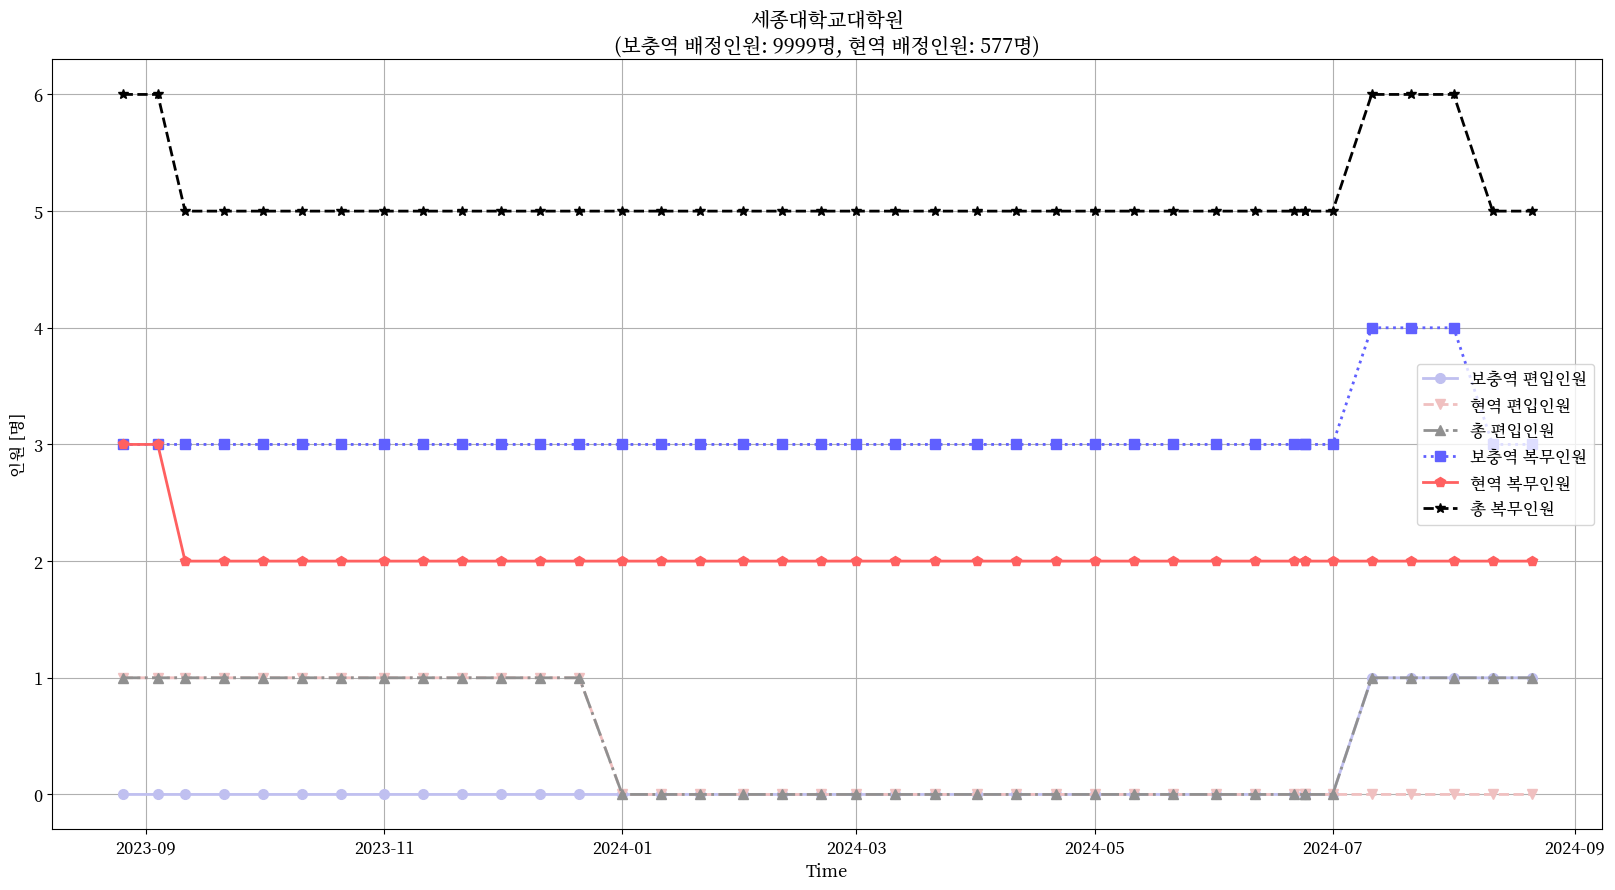 세종대학교대학원
(보충역 배정인원: 9999명, 현역 배정인원: 577명)
인원 [명]
6
5
4
3
2
1
0
보충역 편입인원
현역 편입인원
총 편입인원
보충역 복무인원
현역 복무인원
총 복무인원
2023-09
2023-11
2024-01
2024-03
2024-05
2024-07
2024-09
Time